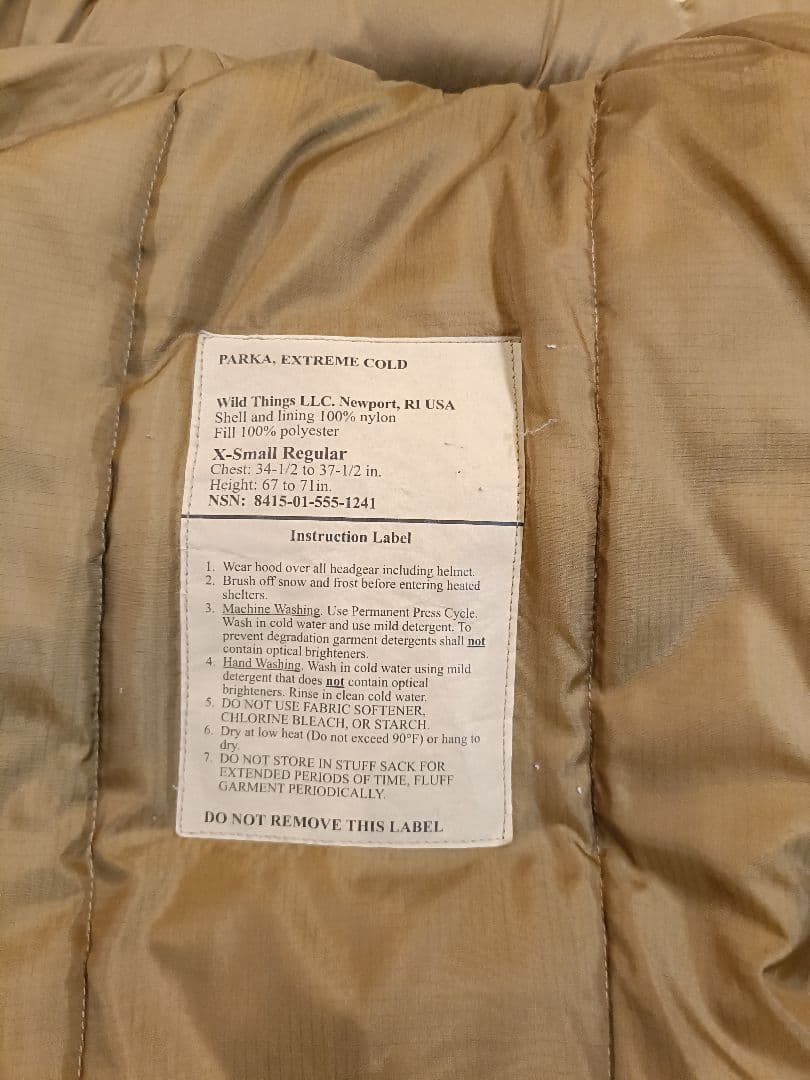 PARKA, EXTREME COLD
Wild Things LLC. Newport, RI USA
Shell and lining 100% nylon
Fill 100% polyester
X-Small Regular
Chest: 34-1/2 to 37-1/2 in.
Height: 67 to 71in.
NSN: 8415-01-555-1241
Instruction Label
1. Wear hood over all headgear including helmet.
2. Brush off snow and frost before entering heated
shelters.
3. Machine Washing. Use Permanent Press Cycle.
Wash in cold water and use mild detergent. To
prevent degradation garment detergents shall not
contain optical brighteners.
4. Hand Washing. Wash in cold water using mild
detergent that does not contain optical
brighteners. Rinse in clean cold water.
5. DO NOT USE FABRIC SOFTENER,
CHLORINE BLEACH, OR STARCH.
6. Dry at low heat (Do not exceed 90°F) or hang to
dry.
7. DO NOT STORE IN STUFF SACK FOR
EXTENDED PERIODS OF TIME, FLUFF
GARMENT PERIODICALLY.
DO NOT REMOVE THIS LABEL